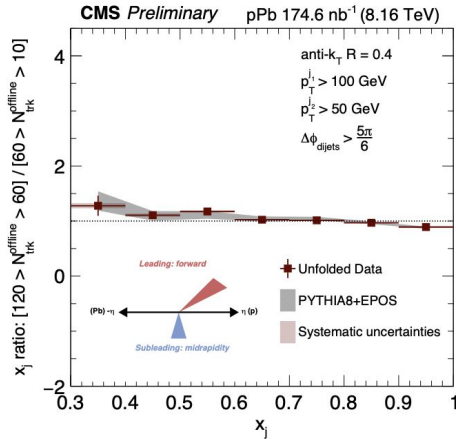 CMS Preliminary pPb 174.6 nb⁻¹ (8.16 TeV)
anti-k_T R = 0.4
p_T^{j_1} > 100 GeV
p_T^{j_2} > 50 GeV
Δϕ_dijets > 5π/6
x_j ratio: [120 > N_trk^offline > 60] / [60 > N_trk^offline > 10]
4
2
0
−2
Leading: forward
(Pb) -η
η (p)
Subleading: midrapidity
Unfolded Data
PYTHIA8+EPOS
Systematic uncertainties
0.3 0.4 0.5 0.6 0.7 0.8 0.9 1
x_j